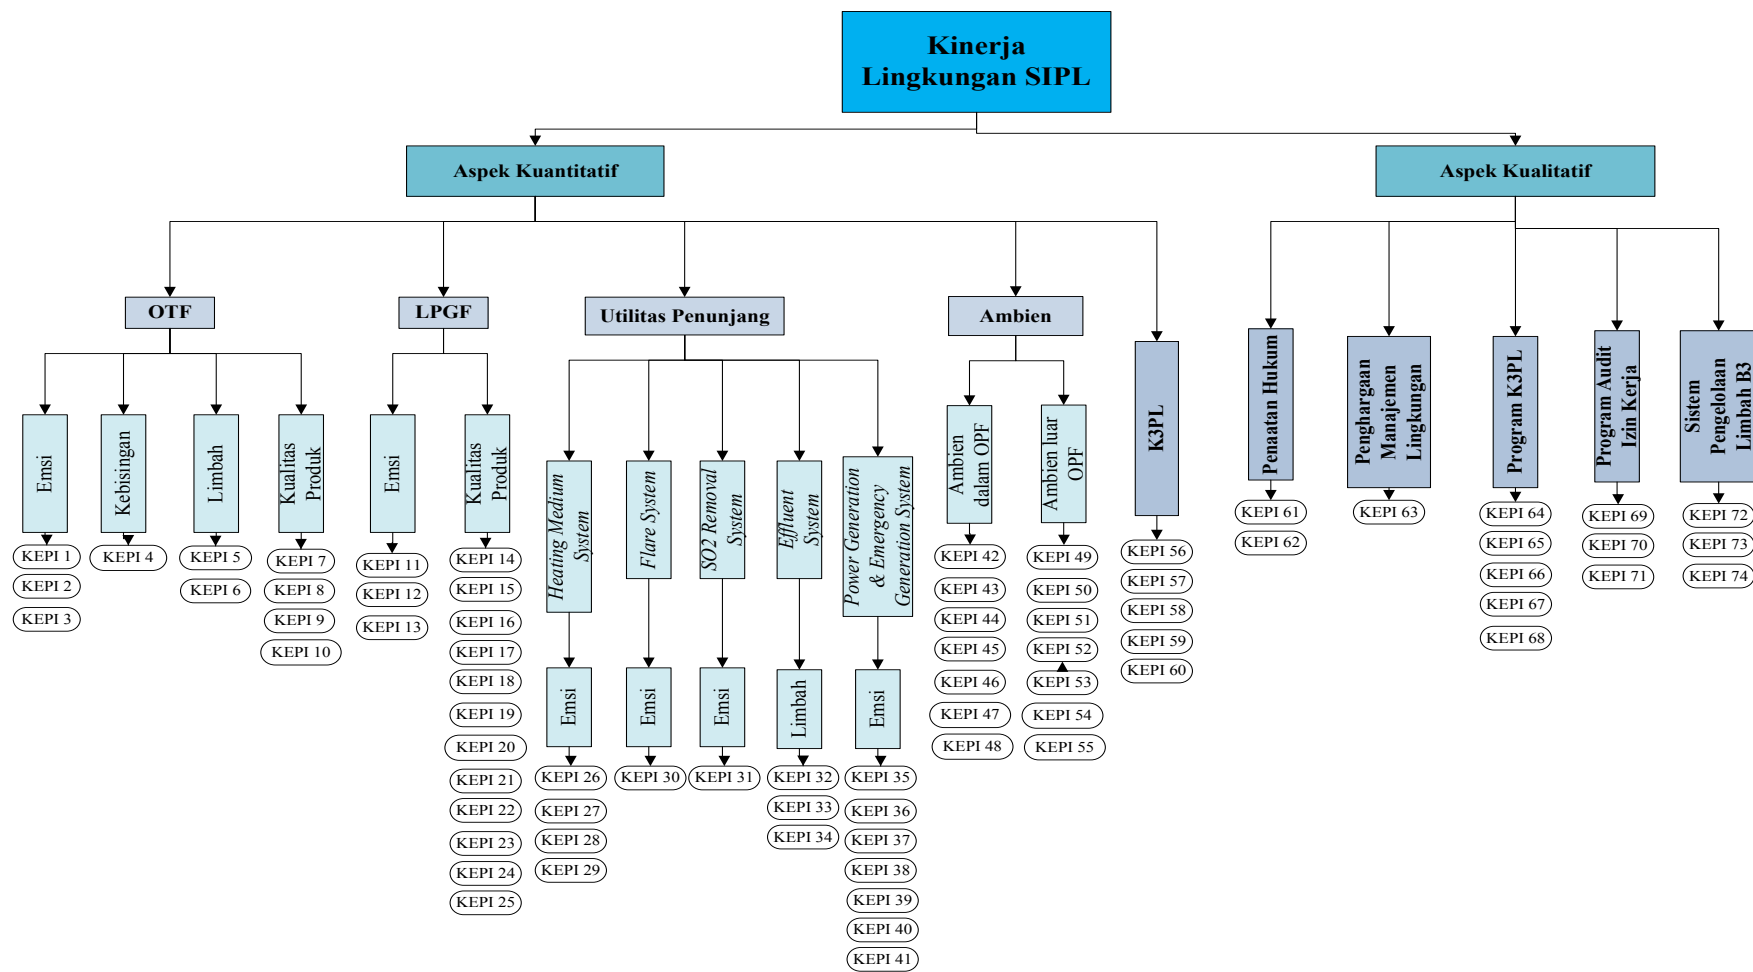 Kinerja
Lingkungan SIPL
Aspek Kuantitatif
Aspek Kualitatif
OTF
LPGF
Utilitas Penunjang
Ambien
K3PL
Penaatan Hukum
Penghargaan
Manajemen
Lingkungan
Program K3PL
Program Audit
Izin Kerja
Sistem
Pengelolaan
Limbah B3
Emsi
Kebisingan
Limbah
Kualitas
Produk
Emsi
Kualitas
Produk
Heating Medium
System
Flare System
SO2 Removal
System
Effluent
System
Power Generation
& Emergency
Generation System
Ambien
dalam OPF
Ambien luar
OPF
Emsi
Emsi
Emsi
Limbah
Emsi
KEPI 1
KEPI 2
KEPI 3
KEPI 4
KEPI 5
KEPI 6
KEPI 7
KEPI 8
KEPI 9
KEPI 10
KEPI 11
KEPI 12
KEPI 13
KEPI 14
KEPI 15
KEPI 16
KEPI 17
KEPI 18
KEPI 19
KEPI 20
KEPI 21
KEPI 22
KEPI 23
KEPI 24
KEPI 25
KEPI 26
KEPI 27
KEPI 28
KEPI 29
KEPI 30
KEPI 31
KEPI 32
KEPI 33
KEPI 34
KEPI 35
KEPI 36
KEPI 37
KEPI 38
KEPI 39
KEPI 40
KEPI 41
KEPI 42
KEPI 43
KEPI 44
KEPI 45
KEPI 46
KEPI 47
KEPI 48
KEPI 49
KEPI 50
KEPI 51
KEPI 52
KEPI 53
KEPI 54
KEPI 55
KEPI 56
KEPI 57
KEPI 58
KEPI 59
KEPI 60
KEPI 61
KEPI 62
KEPI 63
KEPI 64
KEPI 65
KEPI 66
KEPI 67
KEPI 68
KEPI 69
KEPI 70
KEPI 71
KEPI 72
KEPI 73
KEPI 74